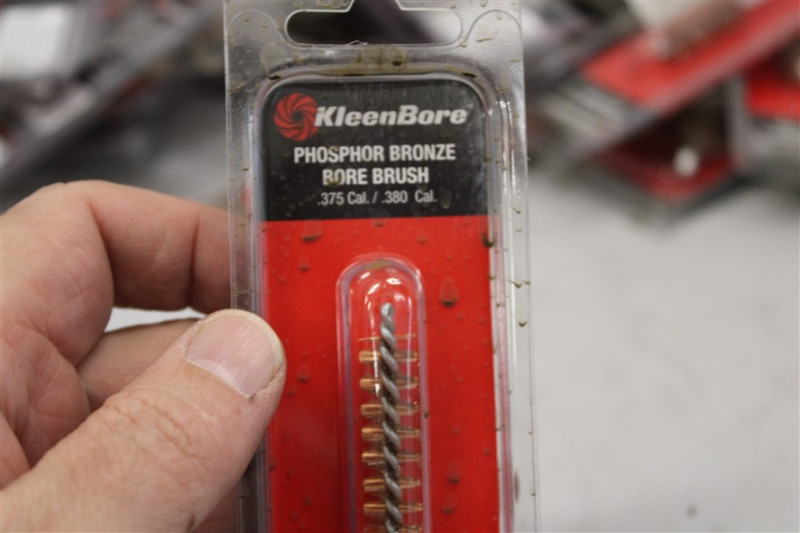 KleenBore
PHOSPHOR BRONZE
BORE BRUSH
.375 Cal. / .380 Cal.